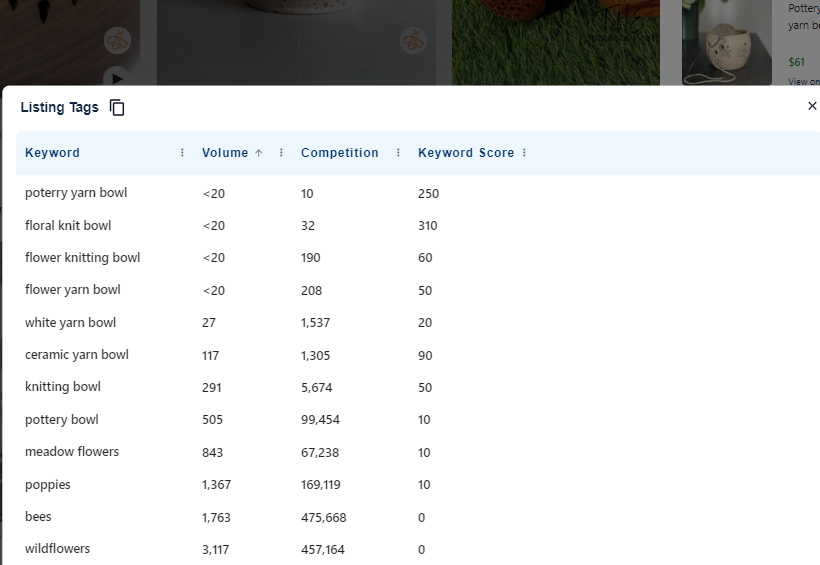 Pottery
yarn bo
$61
View on
Listing Tags
Keyword Volume Competition Keyword Score
poterry yarn bowl <20 10 250
floral knit bowl <20 32 310
flower knitting bowl <20 190 60
flower yarn bowl <20 208 50
white yarn bowl 27 1,537 20
ceramic yarn bowl 117 1,305 90
knitting bowl 291 5,674 50
pottery bowl 505 99,454 10
meadow flowers 843 67,238 10
poppies 1,367 169,119 10
bees 1,763 475,668 0
wildflowers 3,117 457,164 0